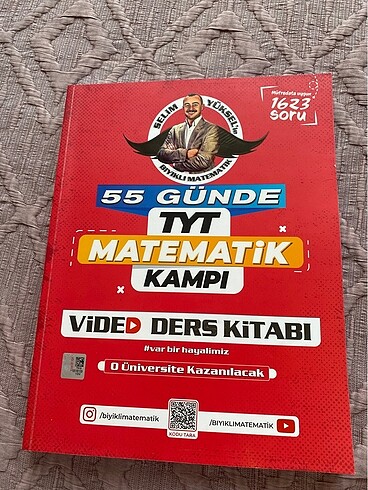 Müfredata uygun
1623
soru
SELİM YÜKSEL'in
BIYIKLI MATEMATİK
55 GÜNDE
TYT
MATEMATİK
KAMPI
VİDEO DERS KİTABI
#var bir hayalimiz
O Üniversite Kazanılacak
/biyiklimatematik
KODU TARA
/BIYIKLIMATEMATİK